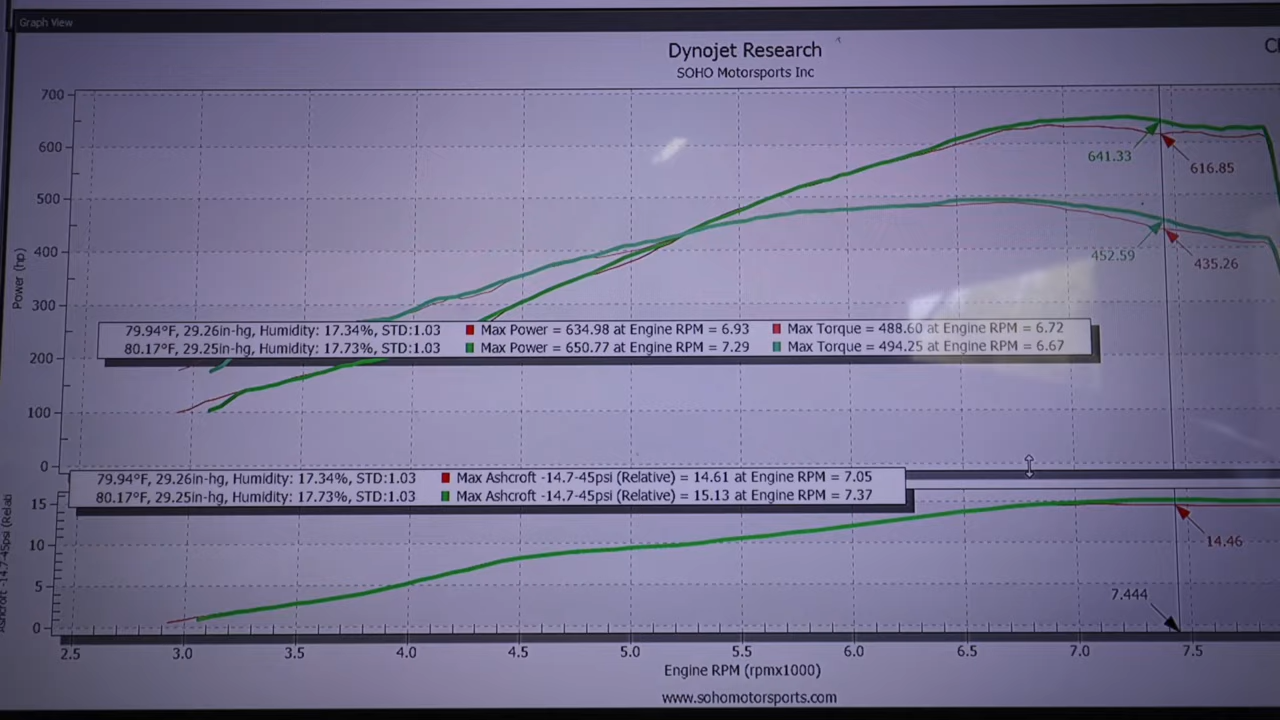 Graph View
Dynojet Research
SOHO Motorsports Inc
700
600
500
400
300
200
100
0
Power (hp)
641.33
616.85
452.59
435.26
79.94°F, 29.26in-hg, Humidity: 17.34%, STD:1.03 Max Power = 634.98 at Engine RPM = 6.93 Max Torque = 488.60 at Engine RPM = 6.72
80.17°F, 29.25in-hg, Humidity: 17.73%, STD:1.03 Max Power = 650.77 at Engine RPM = 7.29 Max Torque = 494.25 at Engine RPM = 6.67
79.94°F, 29.26in-hg, Humidity: 17.34%, STD:1.03 Max Ashcroft -14.7-45psi (Relative) = 14.61 at Engine RPM = 7.05
80.17°F, 29.25in-hg, Humidity: 17.73%, STD:1.03 Max Ashcroft -14.7-45psi (Relative) = 15.13 at Engine RPM = 7.37
15
10
5
0
Ashcroft -14.7-45psi (Relab
14.46
7.444
2.5 3.0 3.5 4.0 4.5 5.0 5.5 6.0 6.5 7.0 7.5
Engine RPM (rpmx1000)
www.sohomotorsports.com